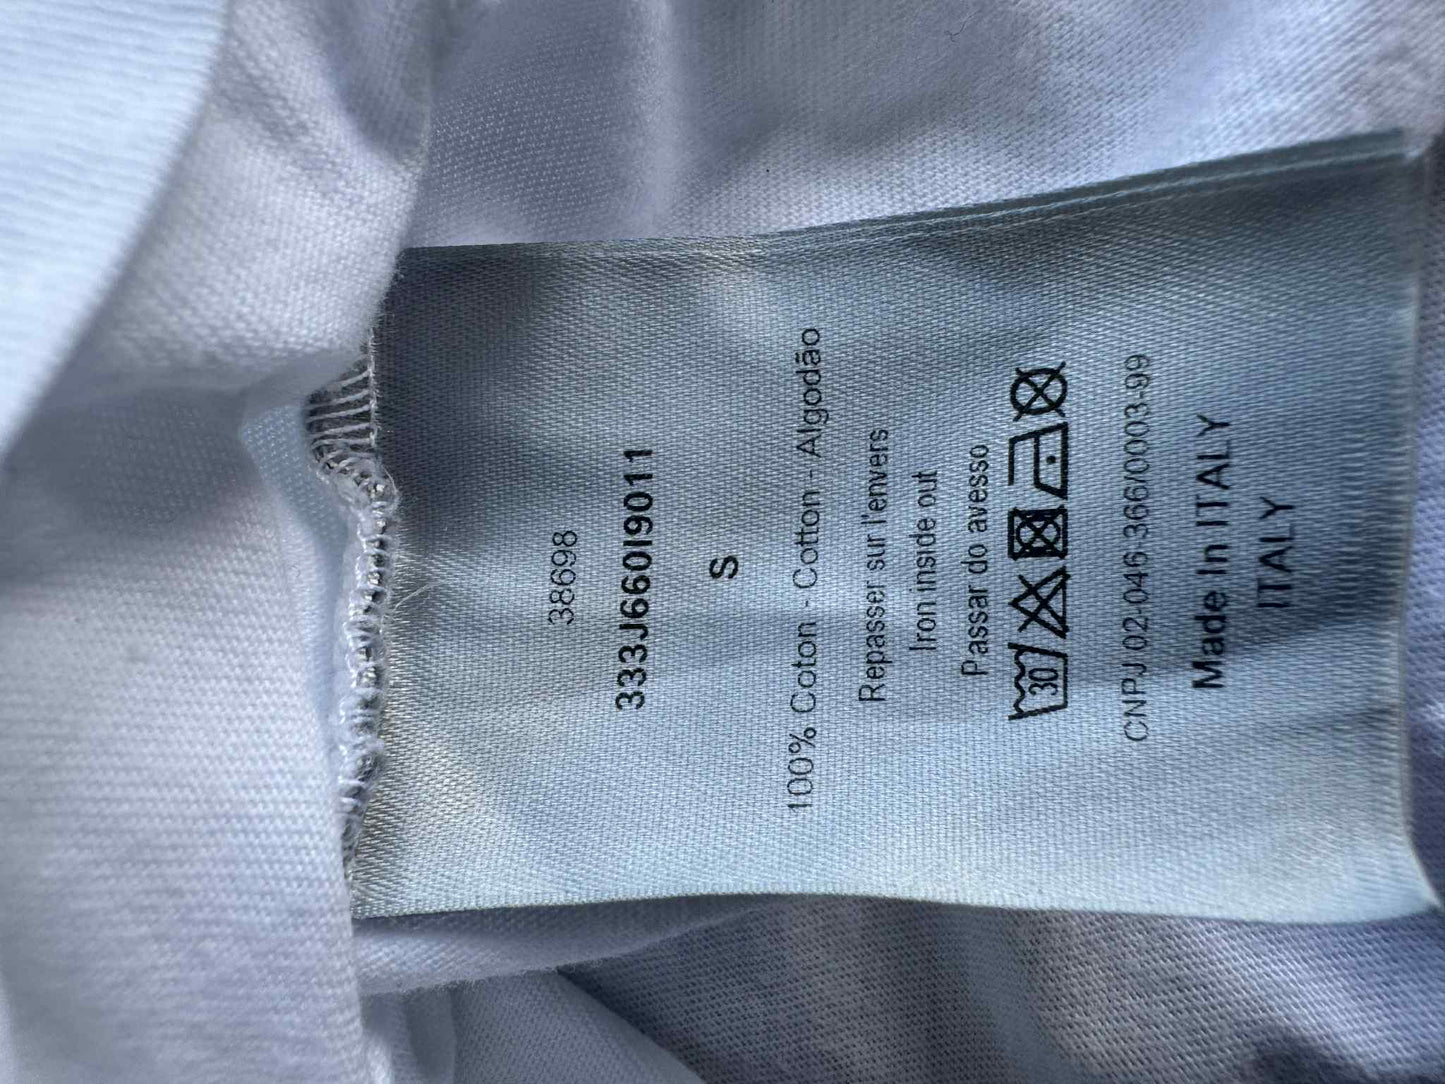 38698
333J660I9011
S
100% Coton - Cotton - Algodão
Repasser sur l'envers
Iron inside out
Passar do avesso
30
CNPJ 02-046-366/0003-99
Made In ITALY
ITALY